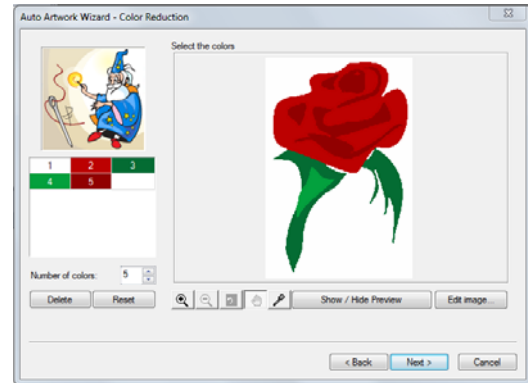 Auto Artwork Wizard - Color Reduction
Select the colors
1 2 3
4 5
Number of colors: 5
Delete Reset Show / Hide Preview Edit image...
< Back Next > Cancel